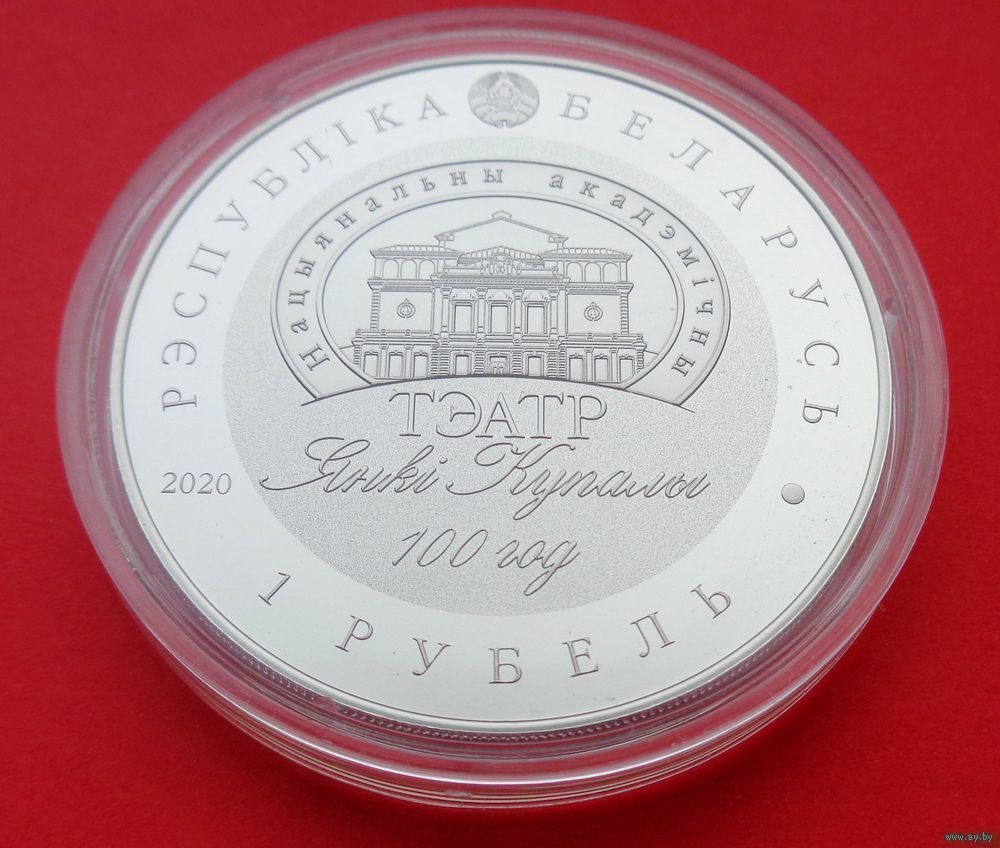 РЭСПУБЛІКА БЕЛАРУСЬ
Нацыянальны акадэмічны
ТЭАТР
Янкі Купалы
100 год
2020
1 РУБЕЛЬ
www.ay.by